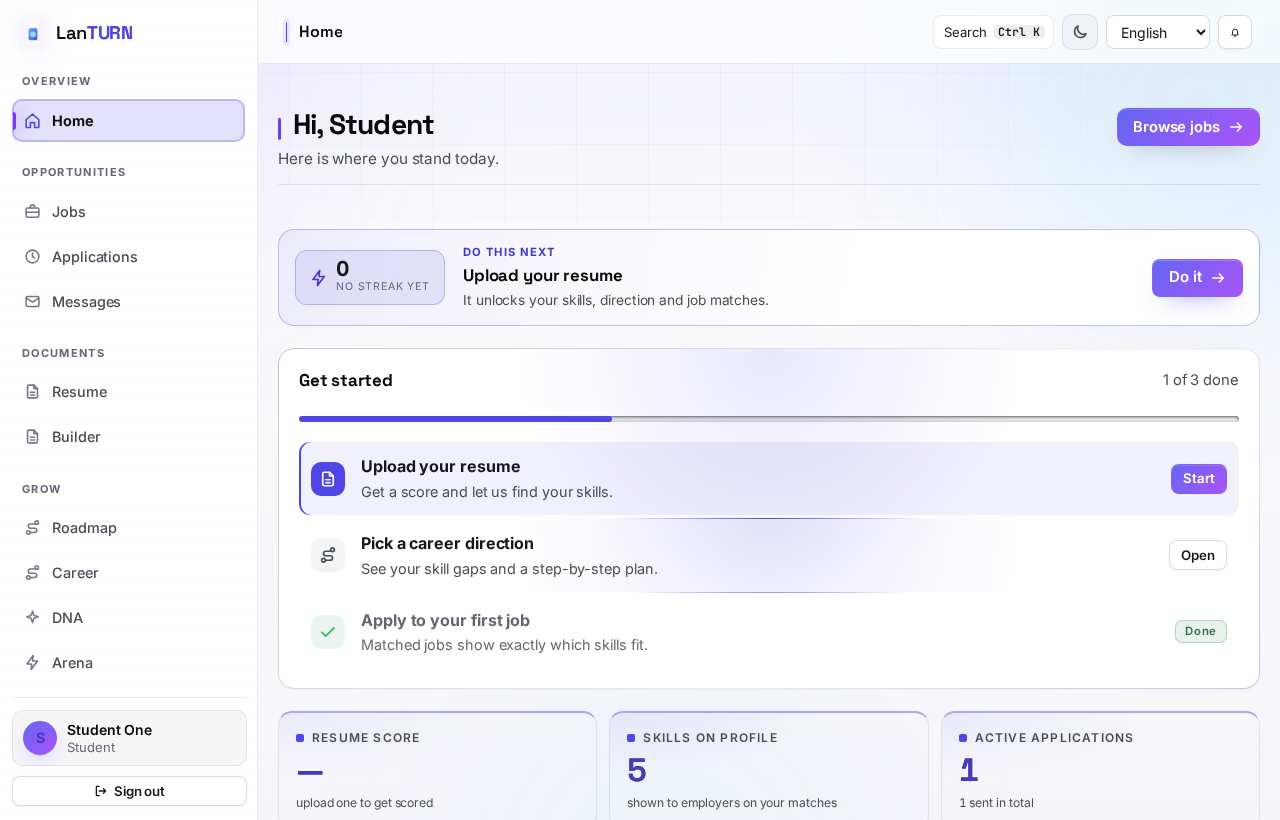 LanTURN
OVERVIEW
Home
OPPORTUNITIES
Jobs
Applications
Messages
DOCUMENTS
Resume
Builder
GROW
Roadmap
Career
DNA
Arena
S
Student One
Student
Sign out
Home
Search Ctrl K
English
Hi, Student
Here is where you stand today.
Browse jobs
0
NO STREAK YET
DO THIS NEXT
Upload your resume
It unlocks your skills, direction and job matches.
Do it
Get started
1 of 3 done
Upload your resume
Get a score and let us find your skills.
Start
Pick a career direction
See your skill gaps and a step-by-step plan.
Open
Apply to your first job
Matched jobs show exactly which skills fit.
Done
RESUME SCORE
—
upload one to get scored
SKILLS ON PROFILE
5
shown to employers on your matches
ACTIVE APPLICATIONS
1
1 sent in total